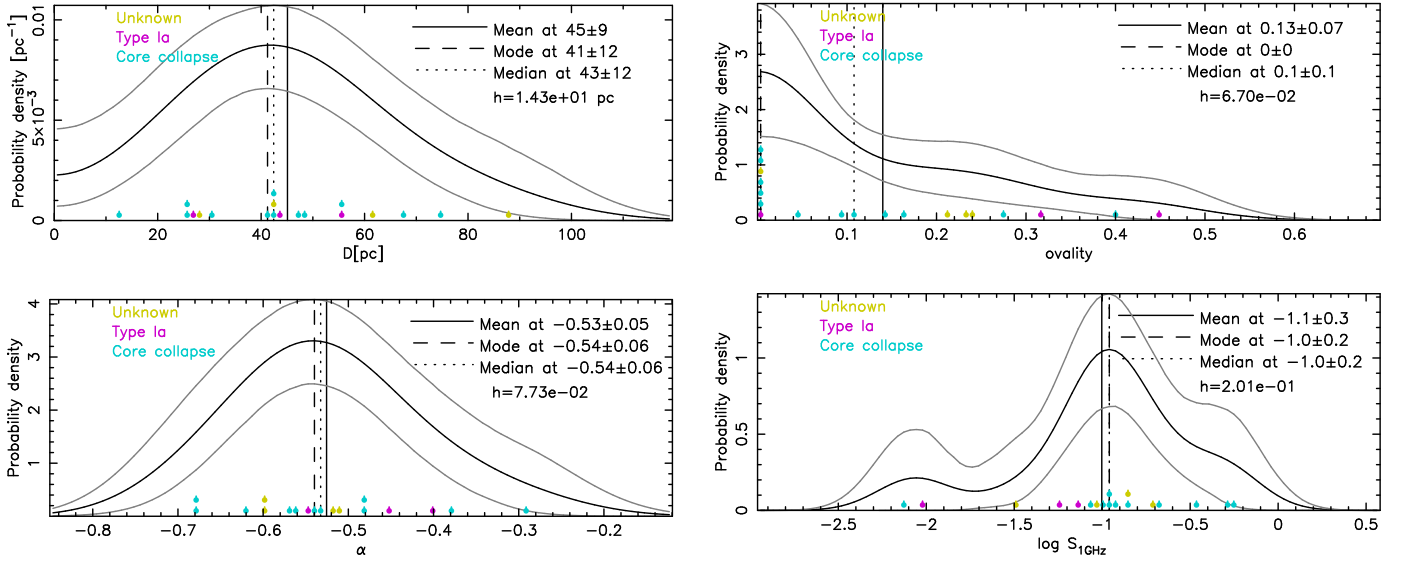 Unknown
Type Ia
Core collapse
Mean at 45±9
Mode at 41±12
Median at 43±12
h=1.43e+01 pc
Probability density [pc⁻¹]
0.01
5×10⁻³
0
0 20 40 60 80 100
D[pc]
Unknown
Type Ia
Core collapse
Mean at 0.13±0.07
Mode at 0±0
Median at 0.1±0.1
h=6.70e−02
Probability density
3
2
1
0
0.1 0.2 0.3 0.4 0.5 0.6
ovality
Unknown
Type Ia
Core collapse
Mean at −0.53±0.05
Mode at −0.54±0.06
Median at −0.54±0.06
h=7.73e−02
Probability density
4
3
2
1
−0.8 −0.7 −0.6 −0.5 −0.4 −0.3 −0.2
α
Unknown
Type Ia
Core collapse
Mean at −1.1±0.3
Mode at −1.0±0.2
Median at −1.0±0.2
h=2.01e−01
Probability density
1
0.5
0
−2.5 −2 −1.5 −1 −0.5 0 0.5
log S₁GHz